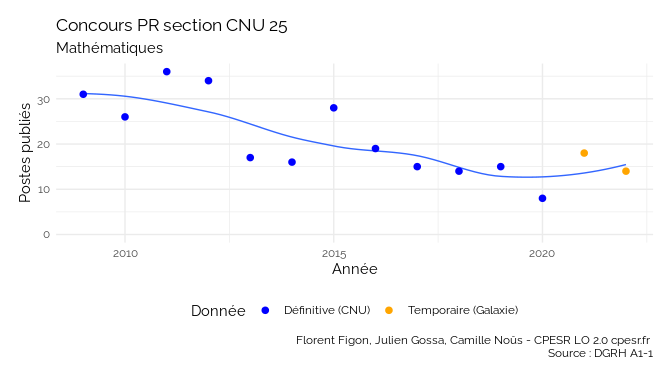 Concours PR section CNU 25
Mathématiques
Postes publiés
30
20
10
0
2010 2015 2020
Année
Donnée Définitive (CNU) Temporaire (Galaxie)
Florent Figon, Julien Gossa, Camille Noûs - CPESR LO 2.0 cpesr.fr
Source : DGRH A1-1